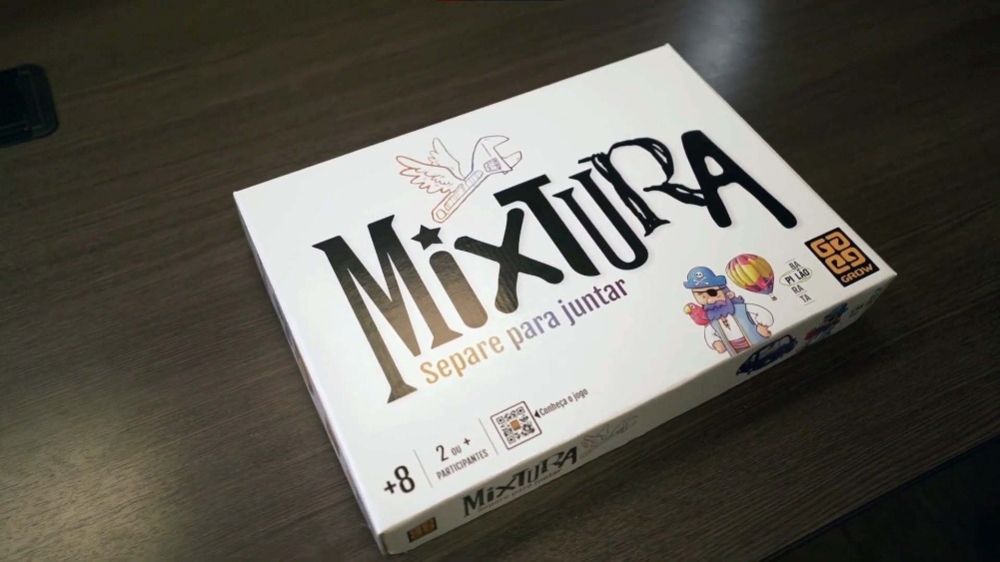 MixTURA
Separe para juntar
BA
PI LÃO
RA
TA
GROW
+8
2 ou +
PARTICIPANTES
Conheça o jogo
MixTURA